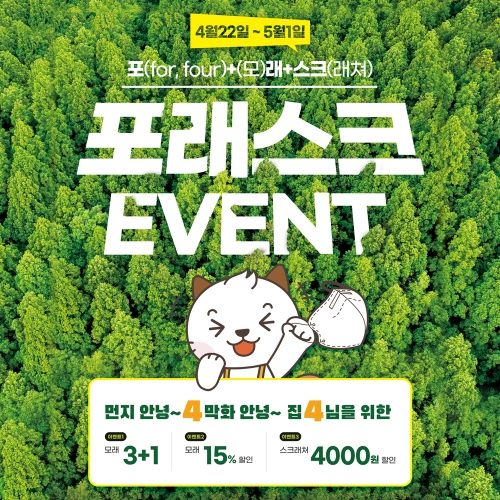 4월22일 ~ 5월1일
포(for, four)+(모)래+스크(래쳐)
포래스크
EVENT
먼지 안녕~4막화 안녕~ 집4님을 위한
이벤트1
모래 3+1
이벤트2
모래 15% 할인
이벤트3
스크래쳐 4000원 할인